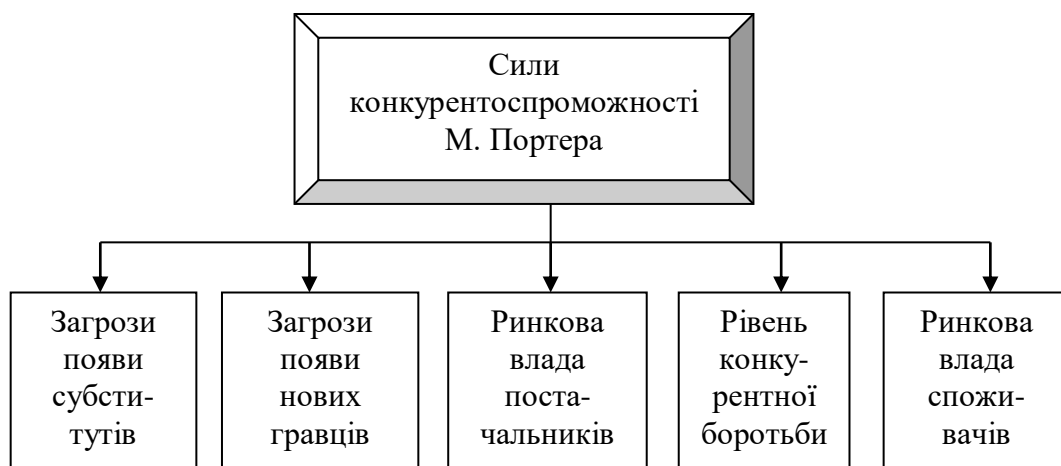 Сили
конкурентоспроможності
М. Портера
Загрози
появи
субсти-
тутів
Загрози
появи
нових
гравців
Ринкова
влада
поста-
чальників
Рівень
конку-
рентної
боротьби
Ринкова
влада
спожи-
вачів